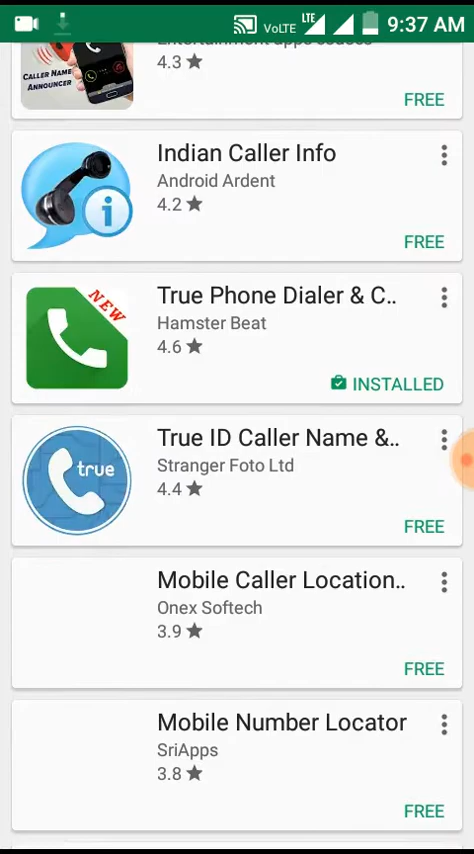 VoLTE LTE 9:37 AM
CALLER NAME
ANNOUNCER
4.3 ★
FREE
Indian Caller Info
Android Ardent
4.2 ★
FREE
NEW
True Phone Dialer & C..
Hamster Beat
4.6 ★
INSTALLED
true
True ID Caller Name &..
Stranger Foto Ltd
4.4 ★
FREE
Mobile Caller Location..
Onex Softech
3.9 ★
FREE
Mobile Number Locator
SriApps
3.8 ★
FREE